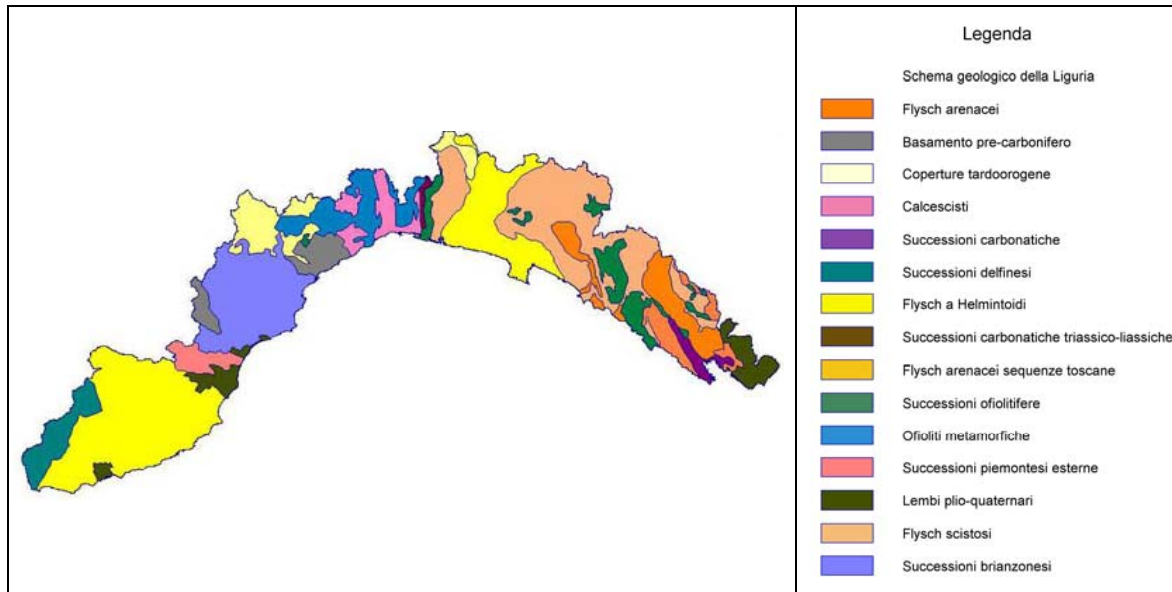 Legenda
Schema geologico della Liguria
Flysch arenacei
Basamento pre-carbonifero
Coperture tardoorogene
Calcescisti
Successioni carbonatiche
Successioni delfinesi
Flysch a Helmintoidi
Successioni carbonatiche triassico-liassiche
Flysch arenacei sequenze toscane
Successioni ofiolitifere
Ofioliti metamorfiche
Successioni piemontesi esterne
Lembi plio-quaternari
Flysch scistosi
Successioni brianzonesi